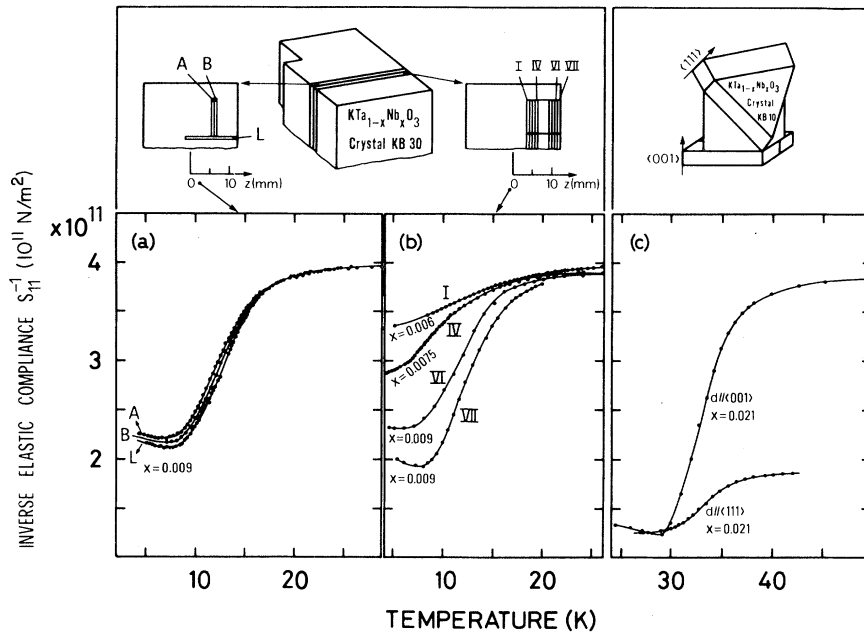 A B
L
0 10 z(mm)
KTa1-xNbxO3
Crystal KB 30
I IV VI VII
0 10 z(mm)
⟨111⟩
KTa1-xNbxO3
Crystal
KB 10
⟨001⟩
INVERSE ELASTIC COMPLIANCE S11^-1 (10^11 N/m^2)
x10^11
4
3
2
(a)
A
B
L
x=0.009
10 20
(b)
I
x=0.006
IV
x=0.0075
VI
x=0.009
VII
x=0.009
10 20
(c)
d//⟨001⟩
x=0.021
d//⟨111⟩
x=0.021
30 40
TEMPERATURE (K)